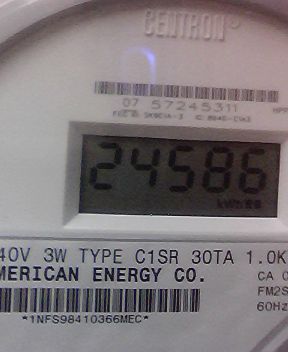 CENTRON®
07 57245311
24586
kWh
40V 3W TYPE C1SR 30TA 1.0K
MERICAN ENERGY CO.
CA 0
FM2S
60Hz
*1NFS98410366MEC*